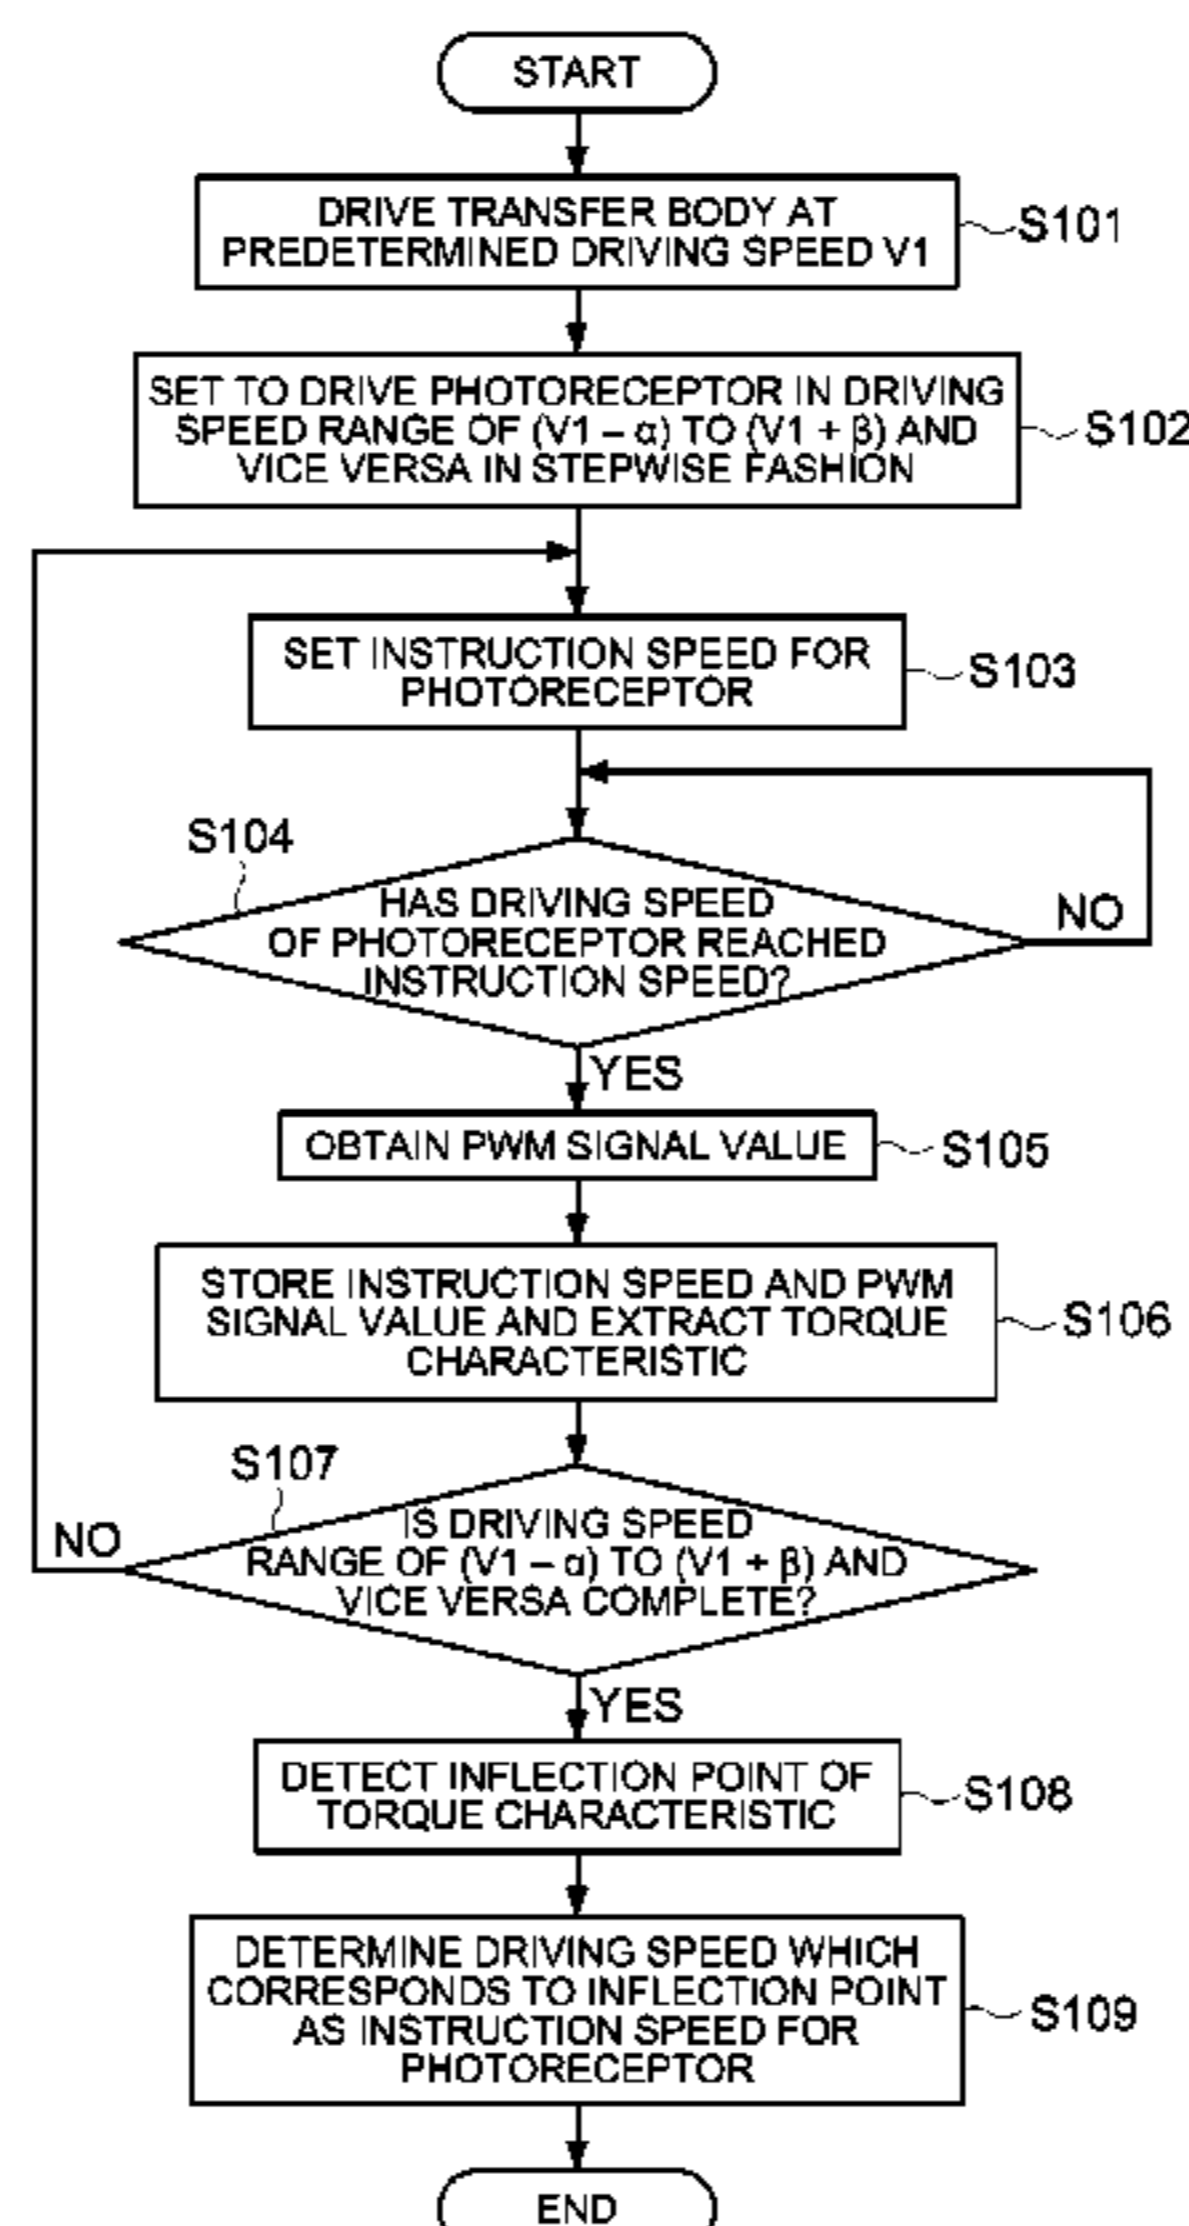 START
DRIVE TRANSFER BODY AT
PREDETERMINED DRIVING SPEED V1
S101
SET TO DRIVE PHOTORECEPTOR IN DRIVING
SPEED RANGE OF (V1 – α) TO (V1 + β) AND
VICE VERSA IN STEPWISE FASHION
S102
SET INSTRUCTION SPEED FOR
PHOTORECEPTOR
S103
S104
HAS DRIVING SPEED
OF PHOTORECEPTOR REACHED
INSTRUCTION SPEED?
NO
YES
OBTAIN PWM SIGNAL VALUE
S105
STORE INSTRUCTION SPEED AND PWM
SIGNAL VALUE AND EXTRACT TORQUE
CHARACTERISTIC
S106
S107
IS DRIVING SPEED
RANGE OF (V1 – α) TO (V1 + β) AND
VICE VERSA COMPLETE?
NO
YES
DETECT INFLECTION POINT OF
TORQUE CHARACTERISTIC
S108
DETERMINE DRIVING SPEED WHICH
CORRESPONDS TO INFLECTION POINT
AS INSTRUCTION SPEED FOR
PHOTORECEPTOR
S109
END